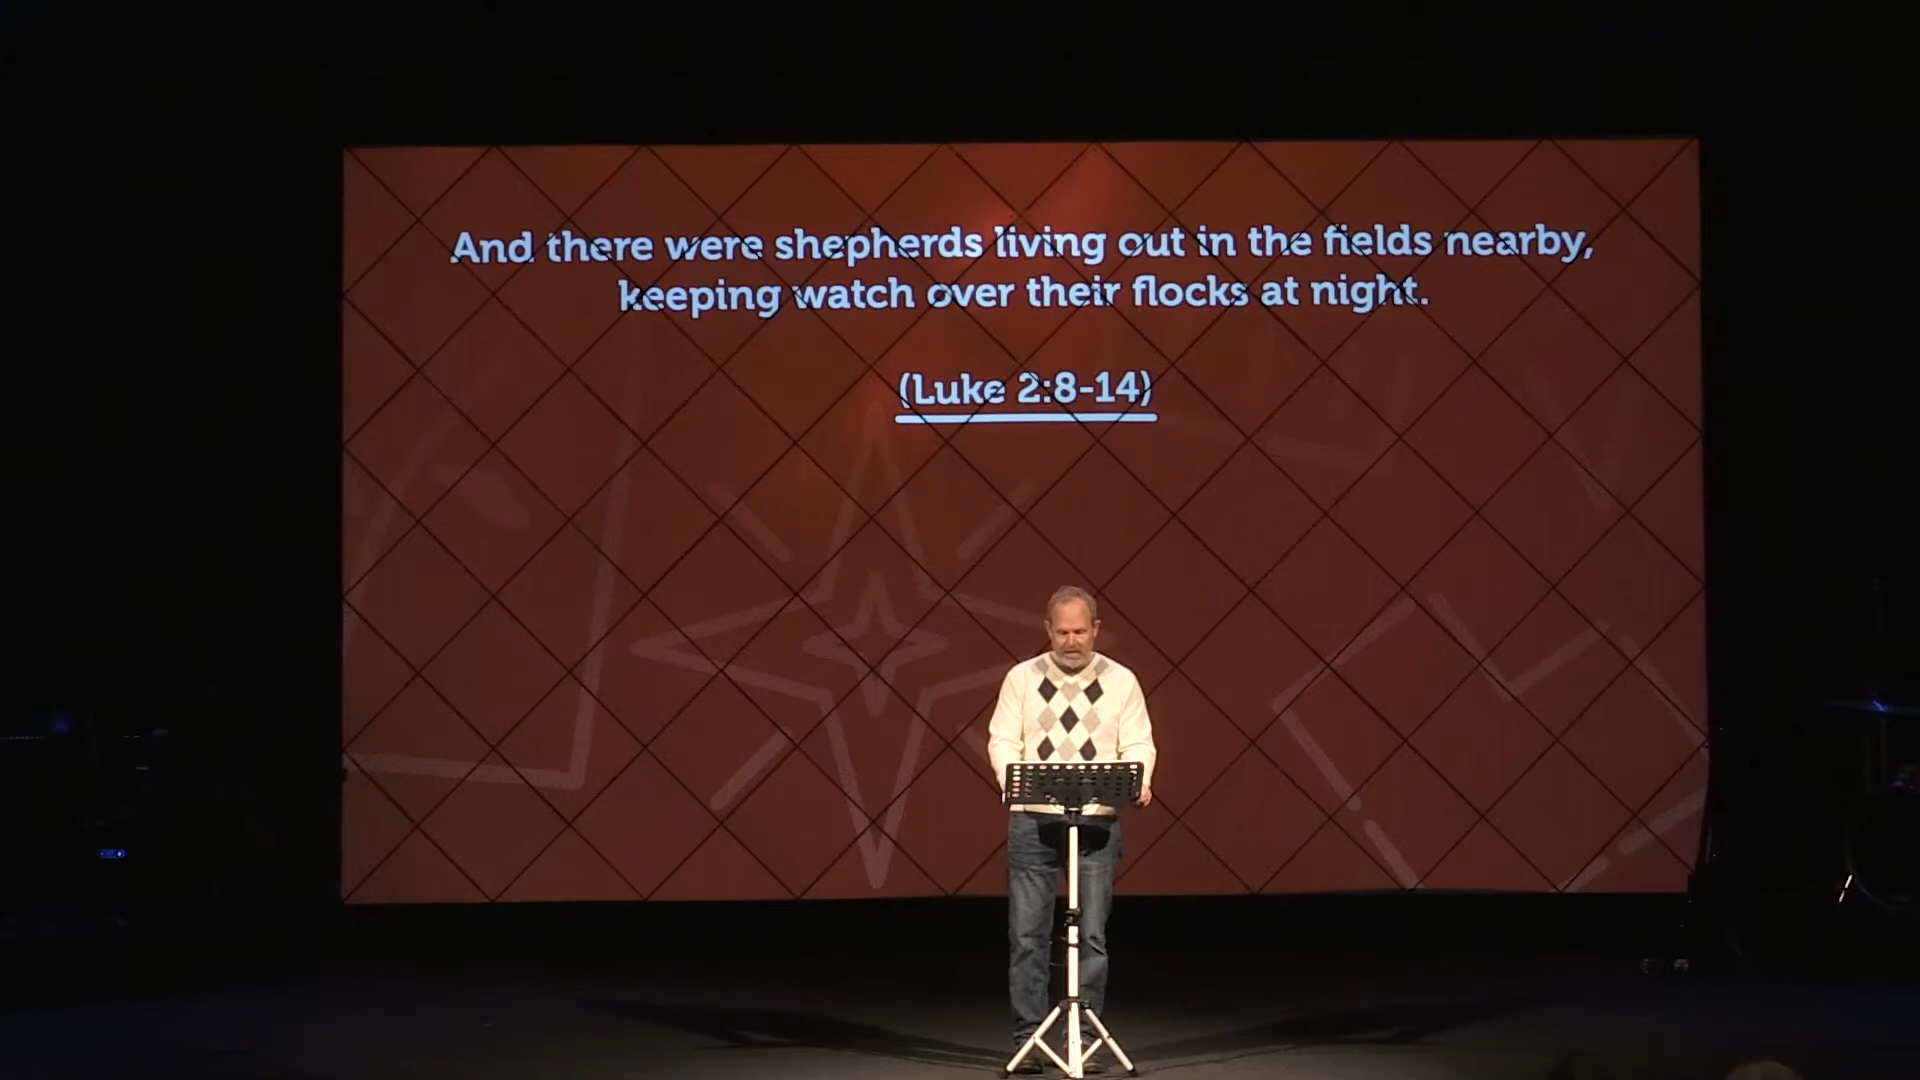 And there were shepherds living out in the fields nearby,
keeping watch over their flocks at night.
(Luke 2:8-14)